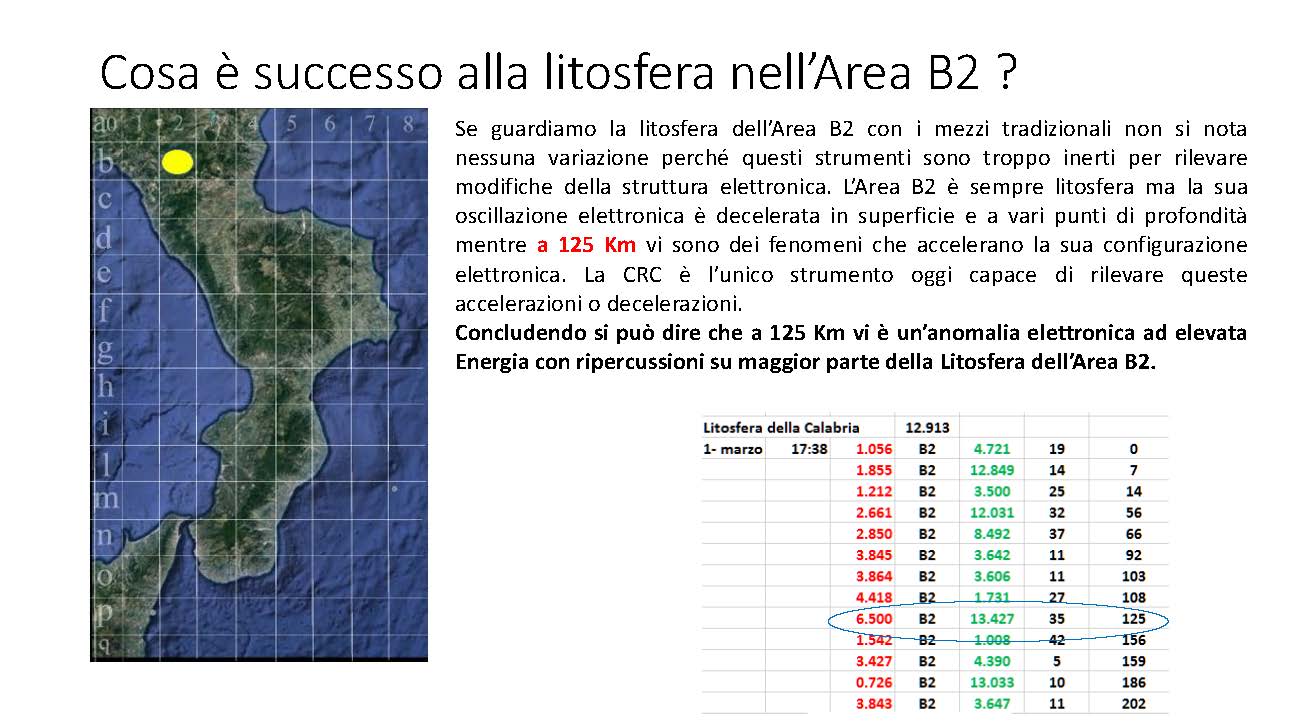 Cosa è successo alla litosfera nell’Area B2 ?
a0 1 2 3 4 5 6 7 8
b
c
d
e
f
g
h
i
l
m
n
o
p
q
Se guardiamo la litosfera dell’Area B2 con i mezzi tradizionali non si nota
nessuna variazione perché questi strumenti sono troppo inerti per rilevare
modifiche della struttura elettronica. L’Area B2 è sempre litosfera ma la sua
oscillazione elettronica è decelerata in superficie e a vari punti di profondità
mentre a 125 Km vi sono dei fenomeni che accelerano la sua configurazione
elettronica. La CRC è l’unico strumento oggi capace di rilevare queste
accelerazioni o decelerazioni.
Concludendo si può dire che a 125 Km vi è un’anomalia elettronica ad elevata
Energia con ripercussioni su maggior parte della Litosfera dell’Area B2.
Litosfera della Calabria 12.913
1- marzo 17:38 1.056 B2 4.721 19 0
1.855 B2 12.849 14 7
1.212 B2 3.500 25 14
2.661 B2 12.031 32 56
2.850 B2 8.492 37 66
3.845 B2 3.642 11 92
3.864 B2 3.606 11 103
4.418 B2 1.731 27 108
6.500 B2 13.427 35 125
1.542 B2 1.008 42 156
3.427 B2 4.390 5 159
0.726 B2 13.033 10 186
3.843 B2 3.647 11 202